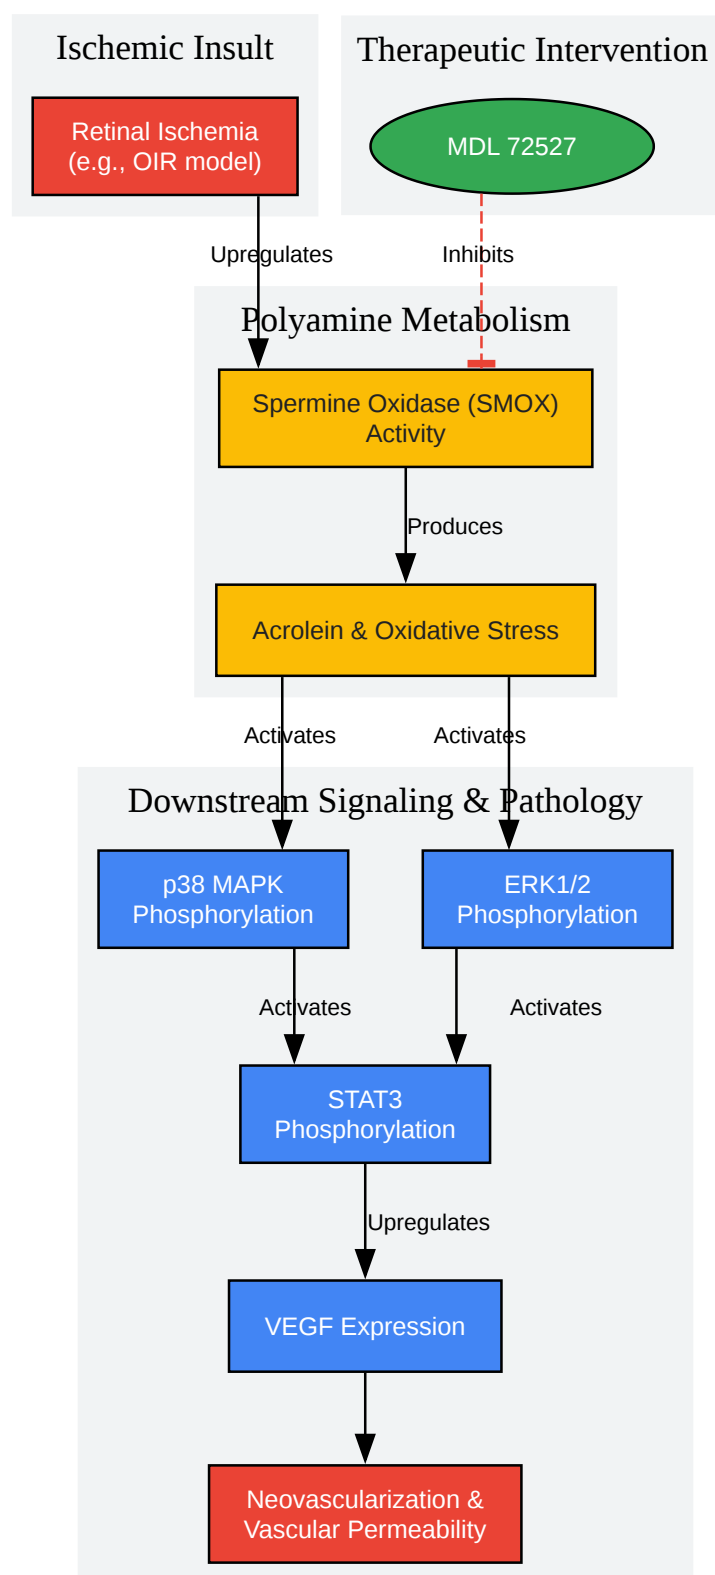 Ischemic Insult
Therapeutic Intervention
Retinal Ischemia
(e.g., OIR model)
MDL 72527
Upregulates
Inhibits
Polyamine Metabolism
Spermine Oxidase (SMOX)
Activity
Produces
Acrolein & Oxidative Stress
Activates
Activates
Downstream Signaling & Pathology
p38 MAPK
Phosphorylation
ERK1/2
Phosphorylation
Activates
Activates
STAT3
Phosphorylation
Upregulates
VEGF Expression
Neovascularization &
Vascular Permeability